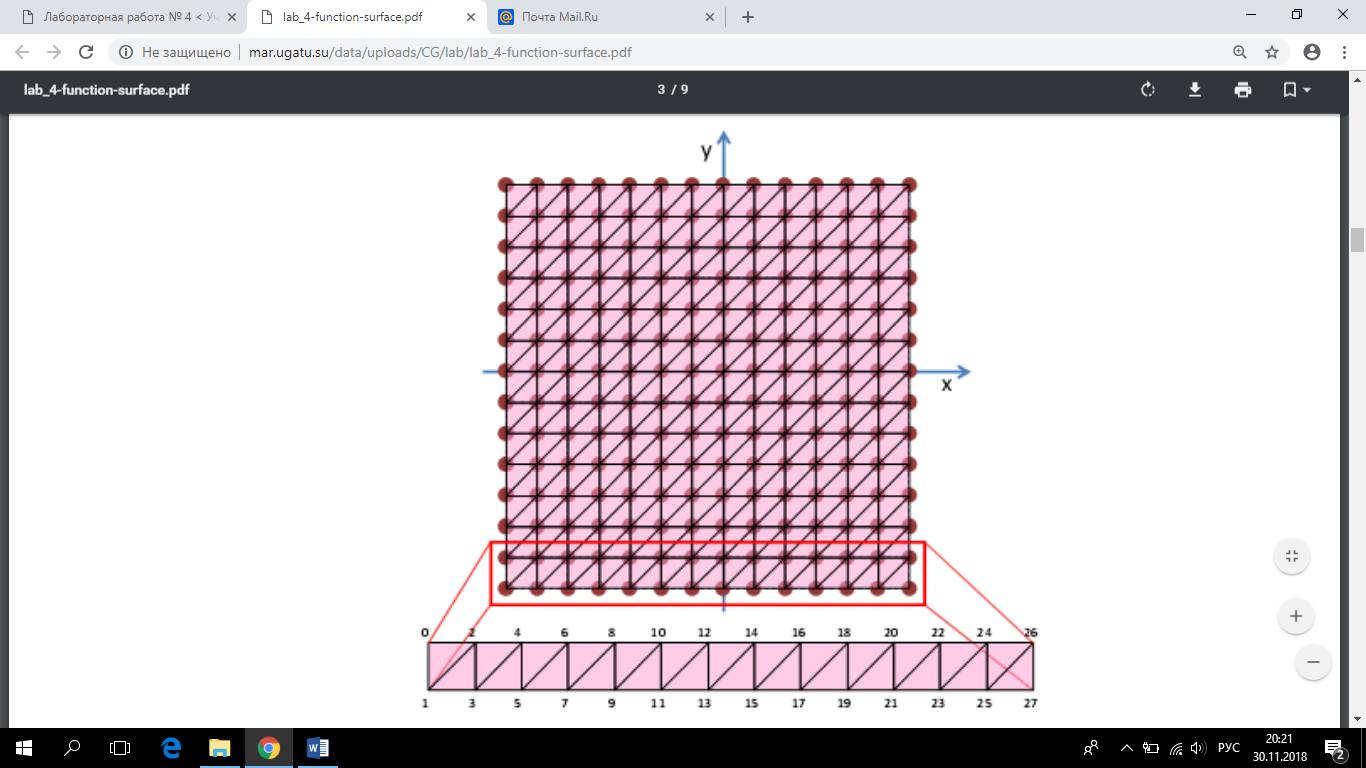 Лабораторная работа № 4 < Уч
lab_4-function-surface.pdf
Почта Mail.Ru
Не защищено
mar.ugatu.su/data/uploads/CG/lab/lab_4-function-surface.pdf
lab_4-function-surface.pdf
3 / 9
y
x
0 2 4 6 8 10 12 14 16 18 20 22 24 26
1 3 5 7 9 11 13 15 17 19 21 23 25 27
РУС
20:21
30.11.2018
2